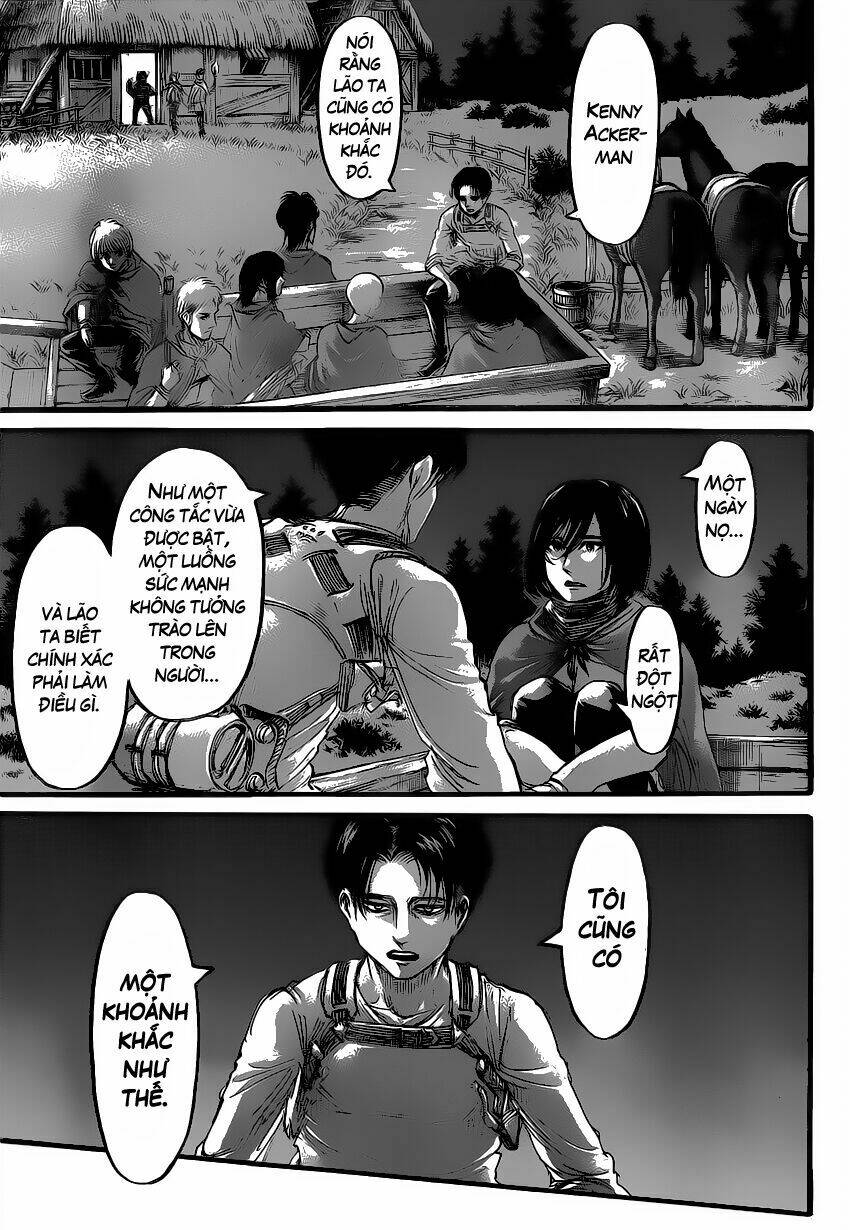 KENNY
ACKER-
MAN
NÓI
RẰNG
LÃO TA
CŨNG CÓ
KHOẢNH
KHẮC
ĐÓ.
MỘT
NGÀY
NỌ...
RẤT
ĐỘT
NGỘT
NHƯ MỘT
CÔNG TẮC VỪA
ĐƯỢC BẬT,
MỘT LUỒNG
SỨC MẠNH
KHÔNG TƯỞNG
TRÀO LÊN
TRONG
NGƯỜI...
VÀ LÃO
TA BIẾT
CHÍNH XÁC
PHẢI LÀM
ĐIỀU GÌ.
TÔI
CŨNG
CÓ
MỘT
KHOẢNH
KHẮC
NHƯ
THẾ.